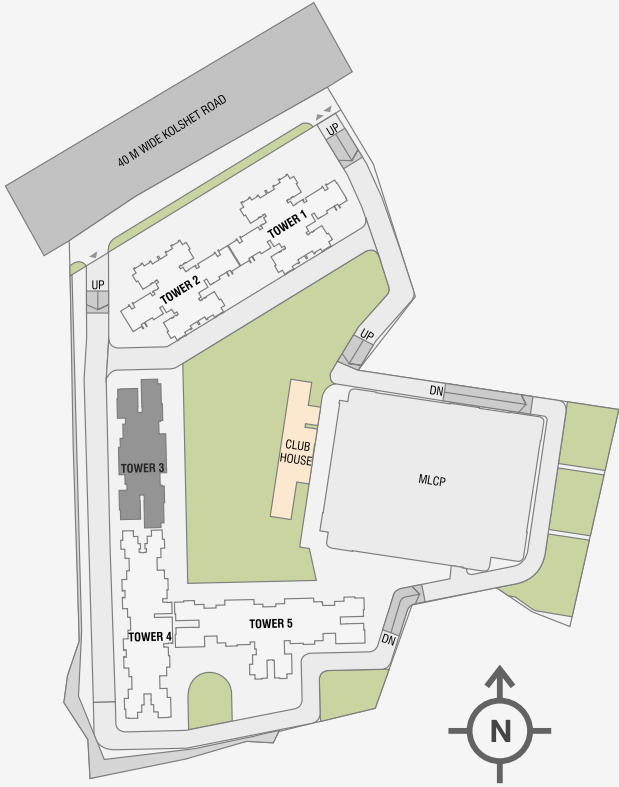 40 M WIDE KOLSHET ROAD
UP
TOWER 1
UP
TOWER 2
UP
DN
TOWER 3
CLUB
HOUSE
MLCP
TOWER 4
TOWER 5
DN
N